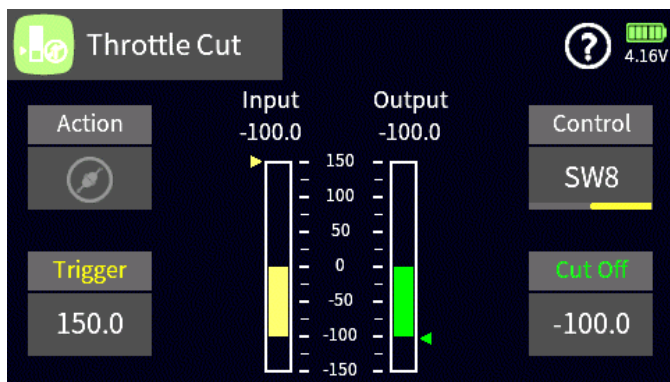 Throttle Cut
?
4.16V
Action
Input
-100.0
Output
-100.0
Control
SW8
150
100
50
0
-50
-100
-150
Trigger
150.0
Cut Off
-100.0